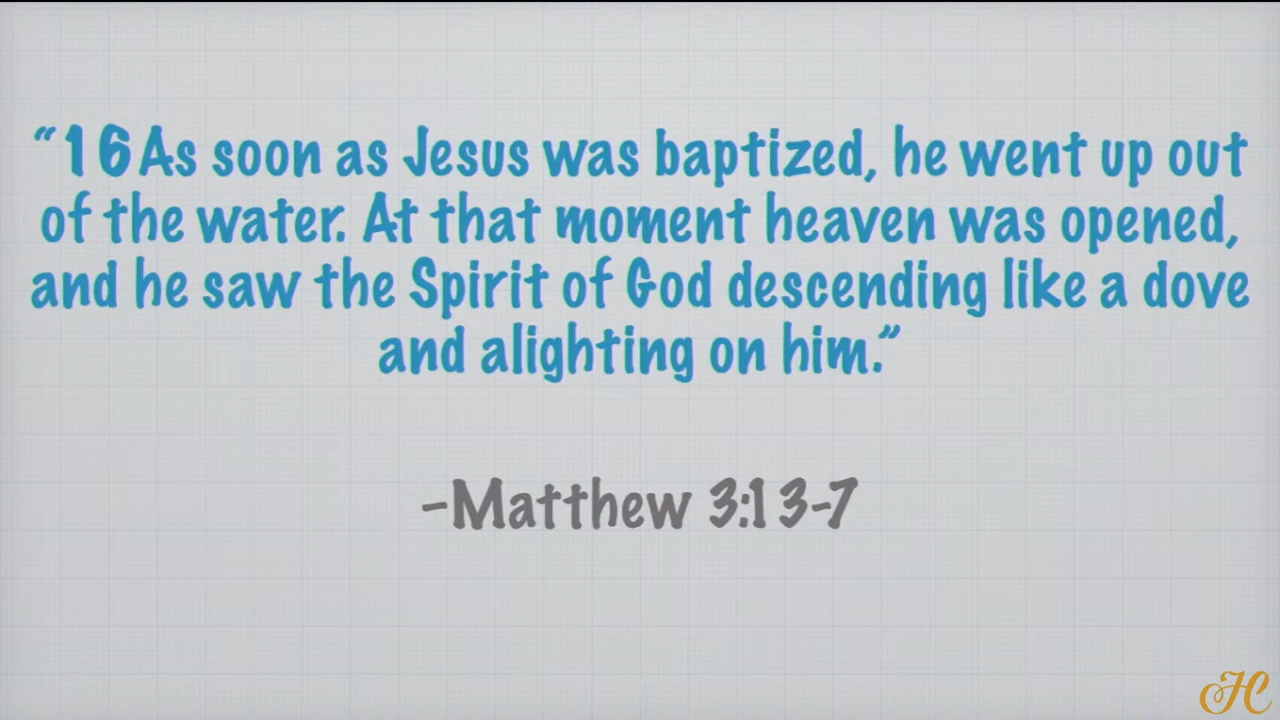 “16As soon as Jesus was baptized, he went up out
of the water. At that moment heaven was opened,
and he saw the Spirit of God descending like a dove
and alighting on him.”
-Matthew 3:13-7
HC